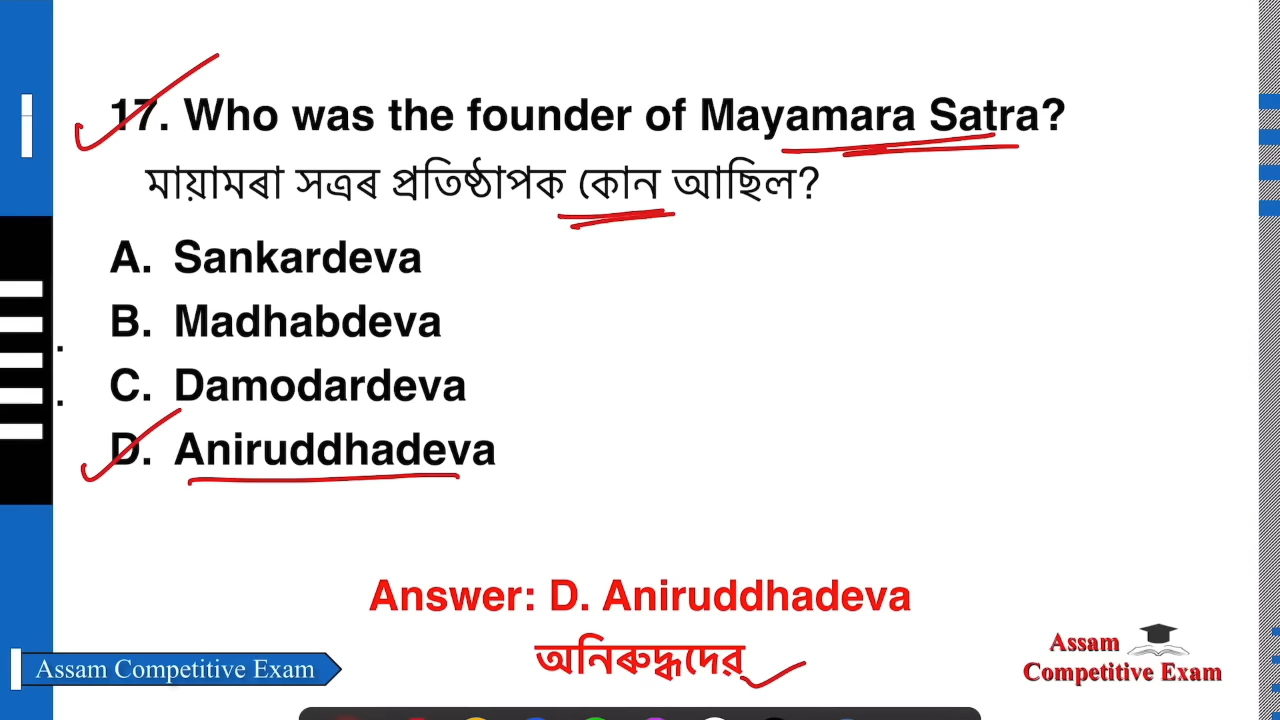 17. Who was the founder of Mayamara Satra?
মায়ামৰা সত্ৰৰ প্ৰতিষ্ঠাপক কোন আছিল?
A. Sankardeva
B. Madhabdeva
C. Damodardeva
D. Aniruddhadeva
Answer: D. Aniruddhadeva
অনিৰুদ্ধদের
Assam Competitive Exam
Assam
Competitive Exam